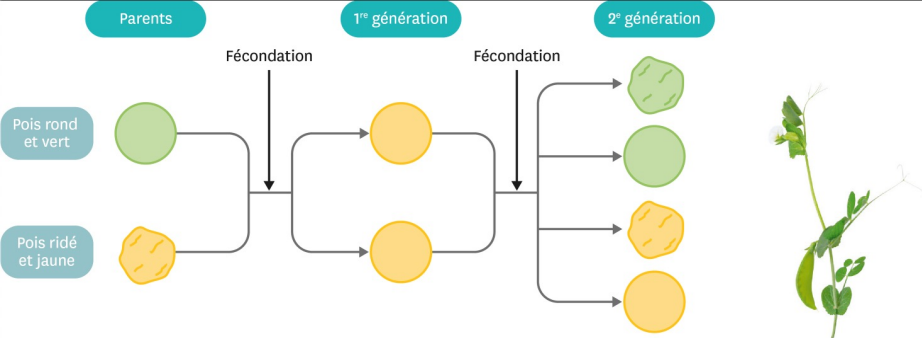 Parents
1re génération
2e génération
Fécondation
Fécondation
Pois rond
et vert
Pois ridé
et jaune